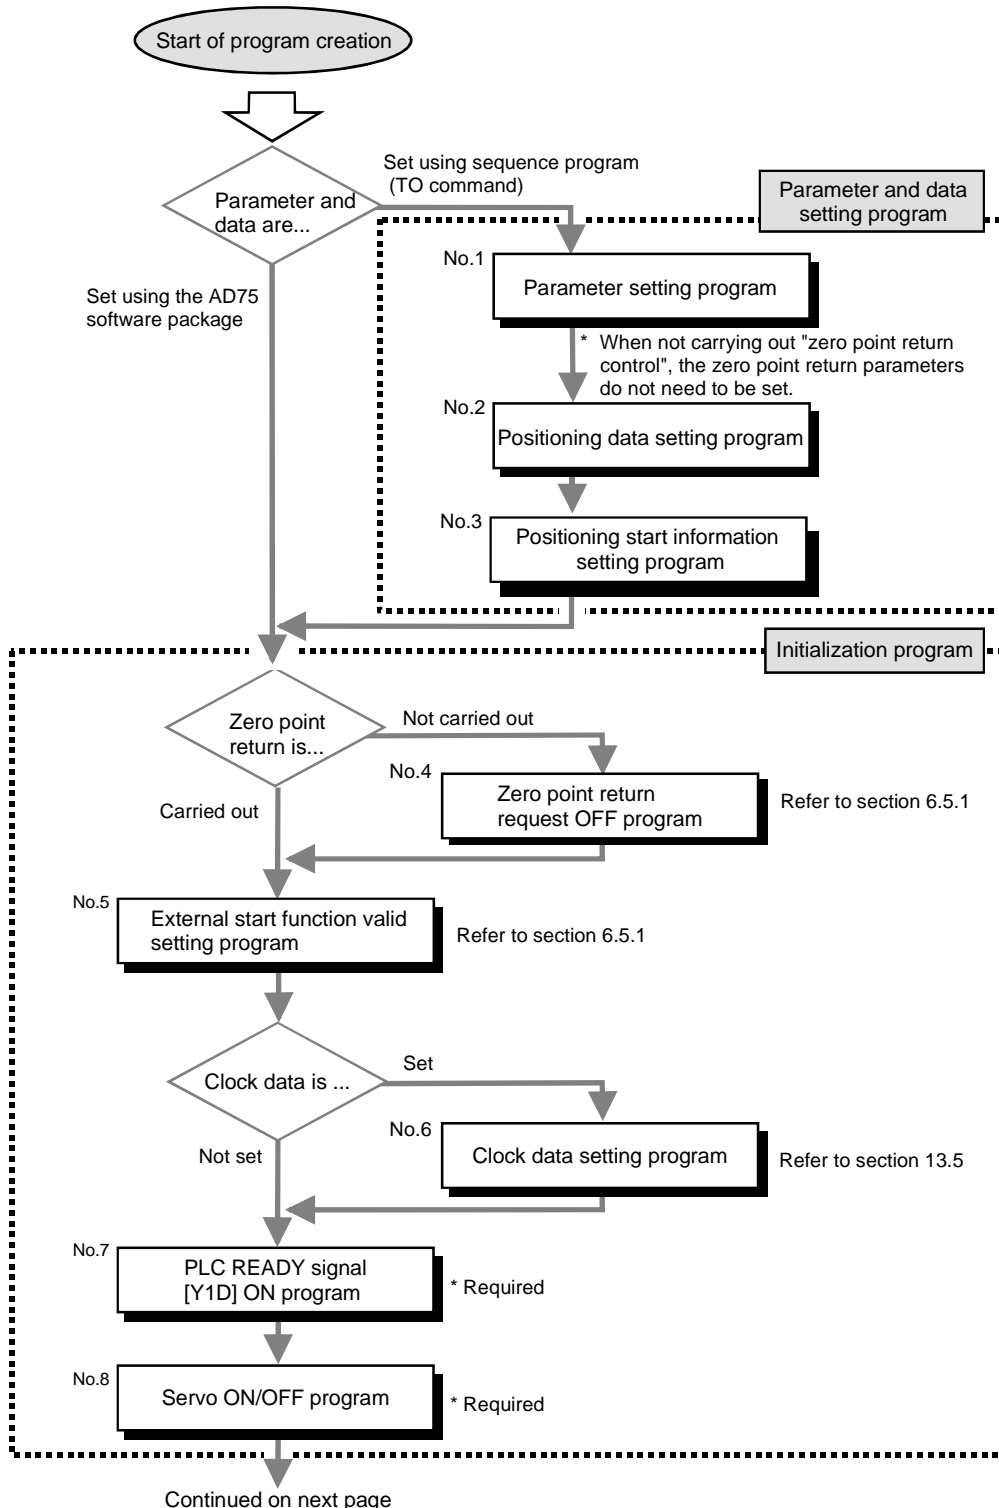 Start of program creation
Set using sequence program
(TO command)
Parameter and data
setting program
Parameter and
data are...
No.1
Parameter setting program
Set using the AD75
software package
* When not carrying out "zero point return
control", the zero point return parameters
do not need to be set.
No.2
Positioning data setting program
No.3
Positioning start information
setting program
Initialization program
Zero point
return is...
Not carried out
No.4
Zero point return
request OFF program
Refer to section 6.5.1
Carried out
No.5
External start function valid
setting program
Refer to section 6.5.1
Clock data is ...
Set
No.6
Clock data setting program
Refer to section 13.5
Not set
No.7
PLC READY signal
[Y1D] ON program
* Required
No.8
Servo ON/OFF program
* Required
Continued on next page